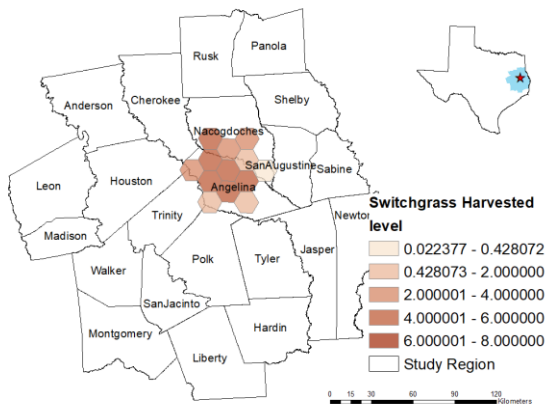 Panola
Rusk
Cherokee
Anderson
Shelby
Nacogdoches
SanAugustine
Sabine
Leon
Houston
Angelina
Trinity
Newton
Madison
Walker
Polk
Tyler
Jasper
SanJacinto
Montgomery
Hardin
Liberty
Switchgrass Harvested
level
0.022377 - 0.428072
0.428073 - 2.000000
2.000001 - 4.000000
4.000001 - 6.000000
6.000001 - 8.000000
Study Region
0 15 30 60 90 120
Kilometers